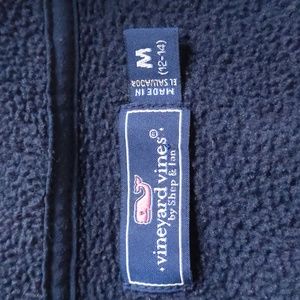 M
(12-14)
MADE IN
EL SALVADOR
vineyard vines®
by Shep & Ian